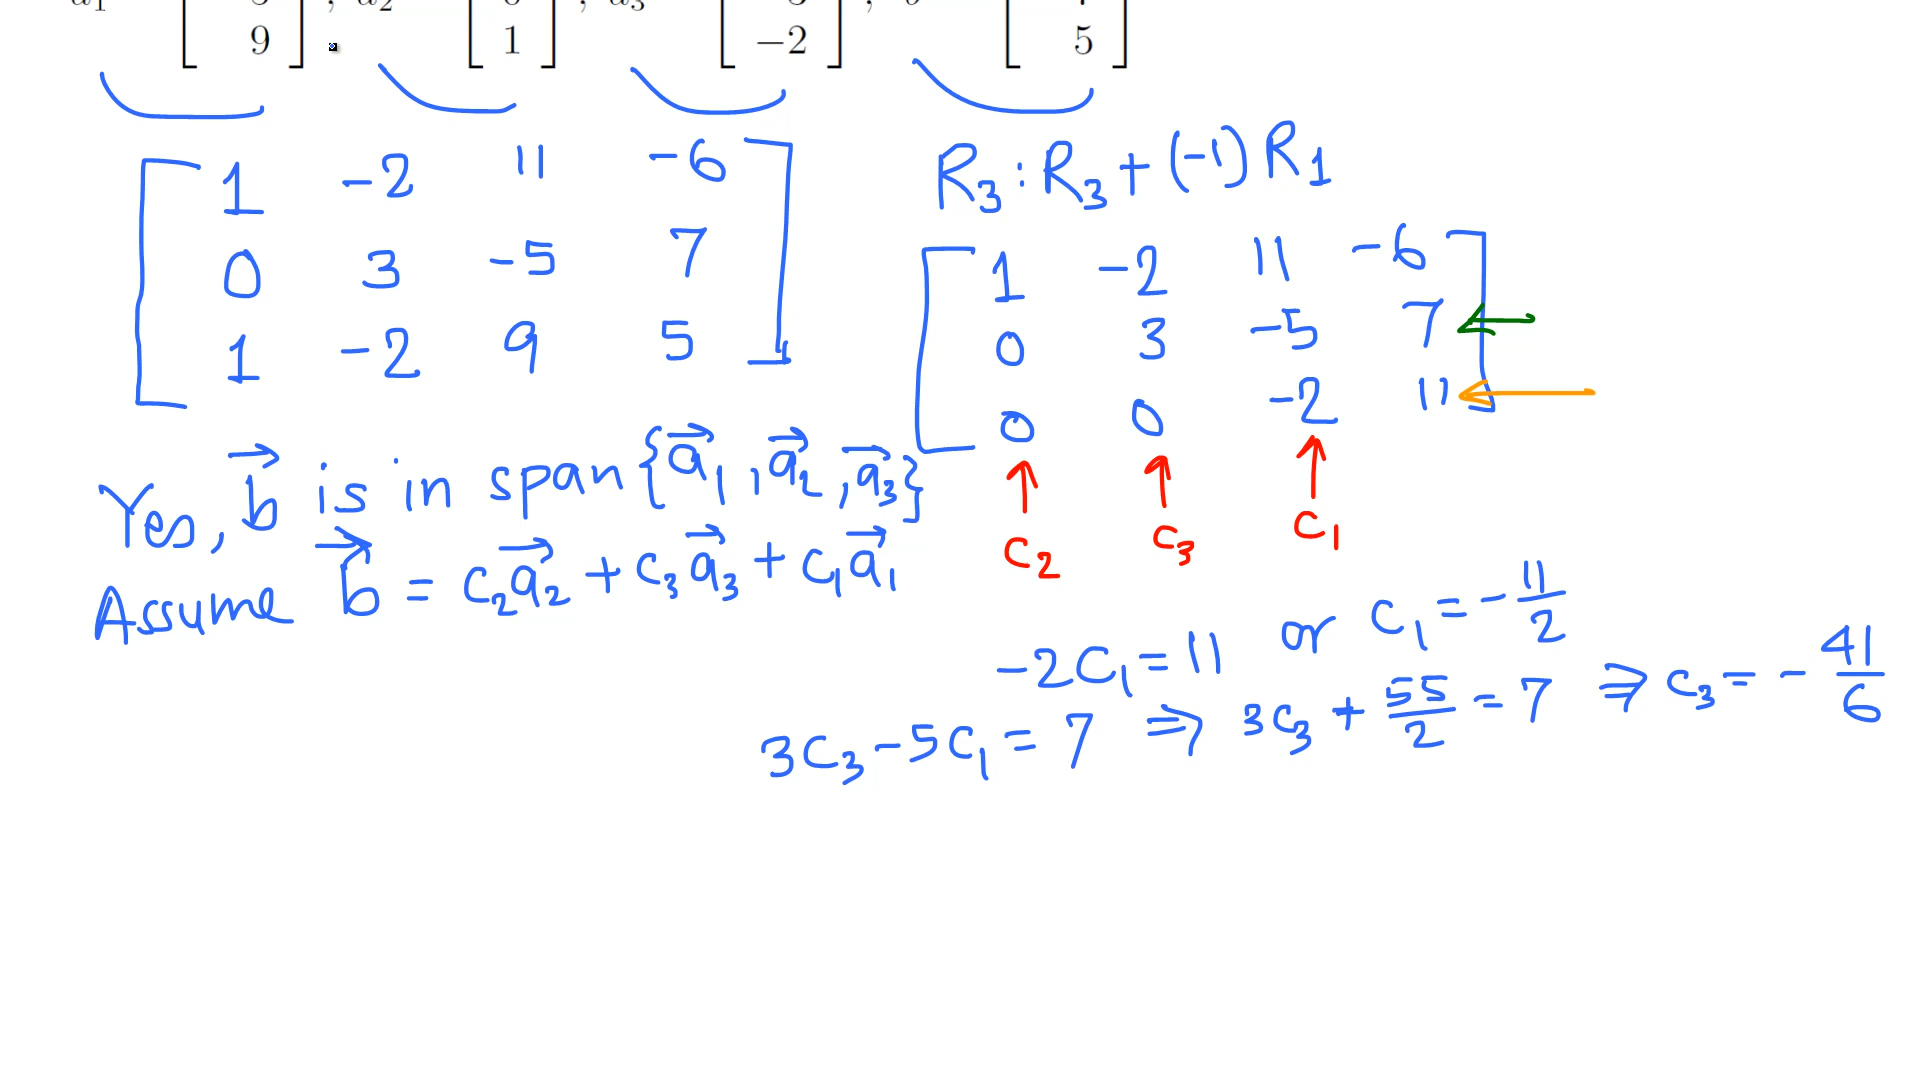 9 1 −2 5
1 -2 11 -6
0 3 -5 7
1 -2 9 5
R₃ : R₃ + (-1) R₁
1 -2 11 -6
0 3 -5 7
0 0 -2 11
c₂ c₃ c₁
Yes, b⃗ is in span{a⃗₁, a⃗₂, a⃗₃}
Assume b⃗ = c₂a⃗₂ + c₃a⃗₃ + c₁a⃗₁
-2c₁ = 11 or c₁ = -11/2
3c₃ - 5c₁ = 7 ⇒ 3c₃ + 55/2 = 7 ⇒ c₃ = -41/6